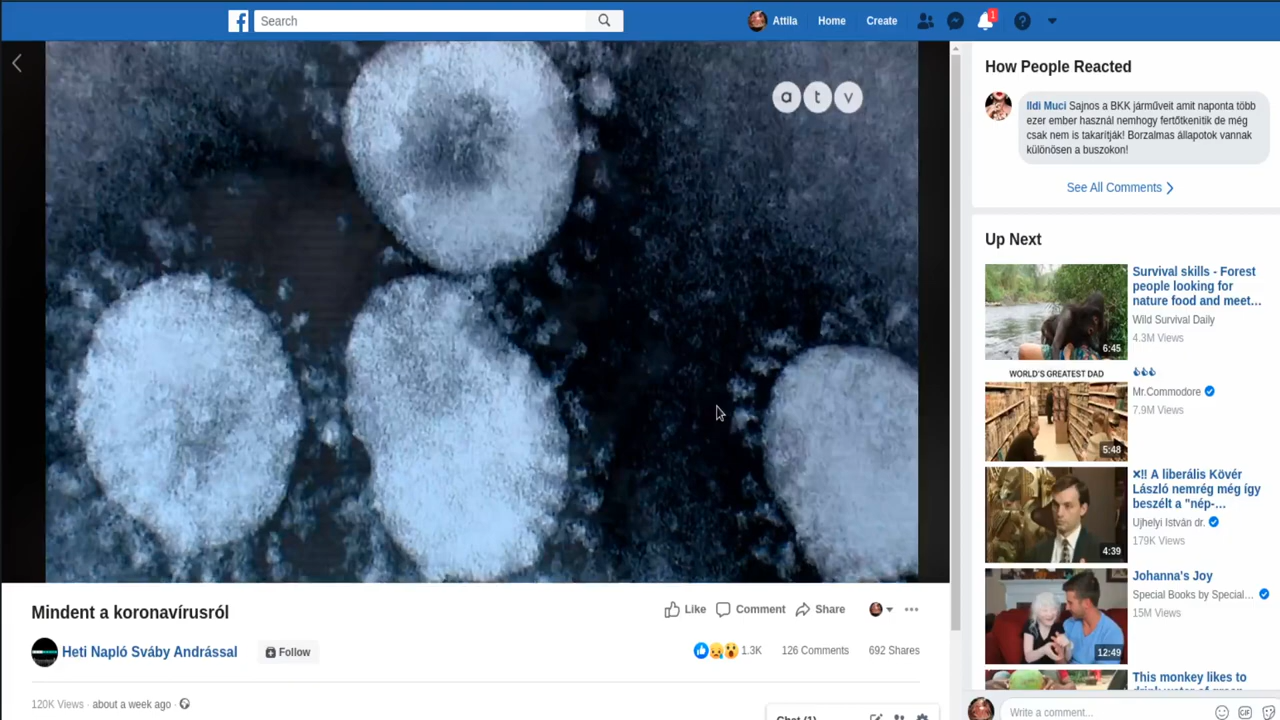 Search
Attila
Home
Create
1
a t v
Mindent a koronavírusról
Like
Comment
Share
Heti Napló Sváby Andrással
Follow
1.3K
126 Comments
692 Shares
120K Views · about a week ago ·
Chat (1)
How People Reacted
Ildi Muci Sajnos a BKK járműveit amit naponta több
ezer ember használ nemhogy fertőtkenitik de még
csak nem is takarítják! Borzalmas állapotok vannak
különösen a buszokon!
See All Comments
Up Next
6:45
Survival skills - Forest
people looking for
nature food and meet...
Wild Survival Daily
4.3M Views
WORLD'S GREATEST DAD
5:48
Mr.Commodore
7.9M Views
4:39
×!! A liberális Kövér
László nemrég még így
beszélt a "nép-...
Ujhelyi István dr.
179K Views
12:49
Johanna's Joy
Special Books by Special...
15M Views
This monkey likes to
Write a comment...
GIF